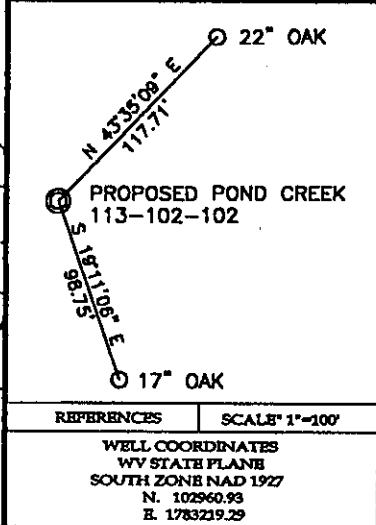 22" OAK
N 43°35'09" E
117.71'
PROPOSED POND CREEK
113-102-102
S 19°11'06" E
98.75'
17" OAK
REFERENCES
SCALE" 1"=100'
WELL COORDINATES
WV STATE PLANE
SOUTH ZONE NAD 1927
N. 102960.93
E. 1783219.29